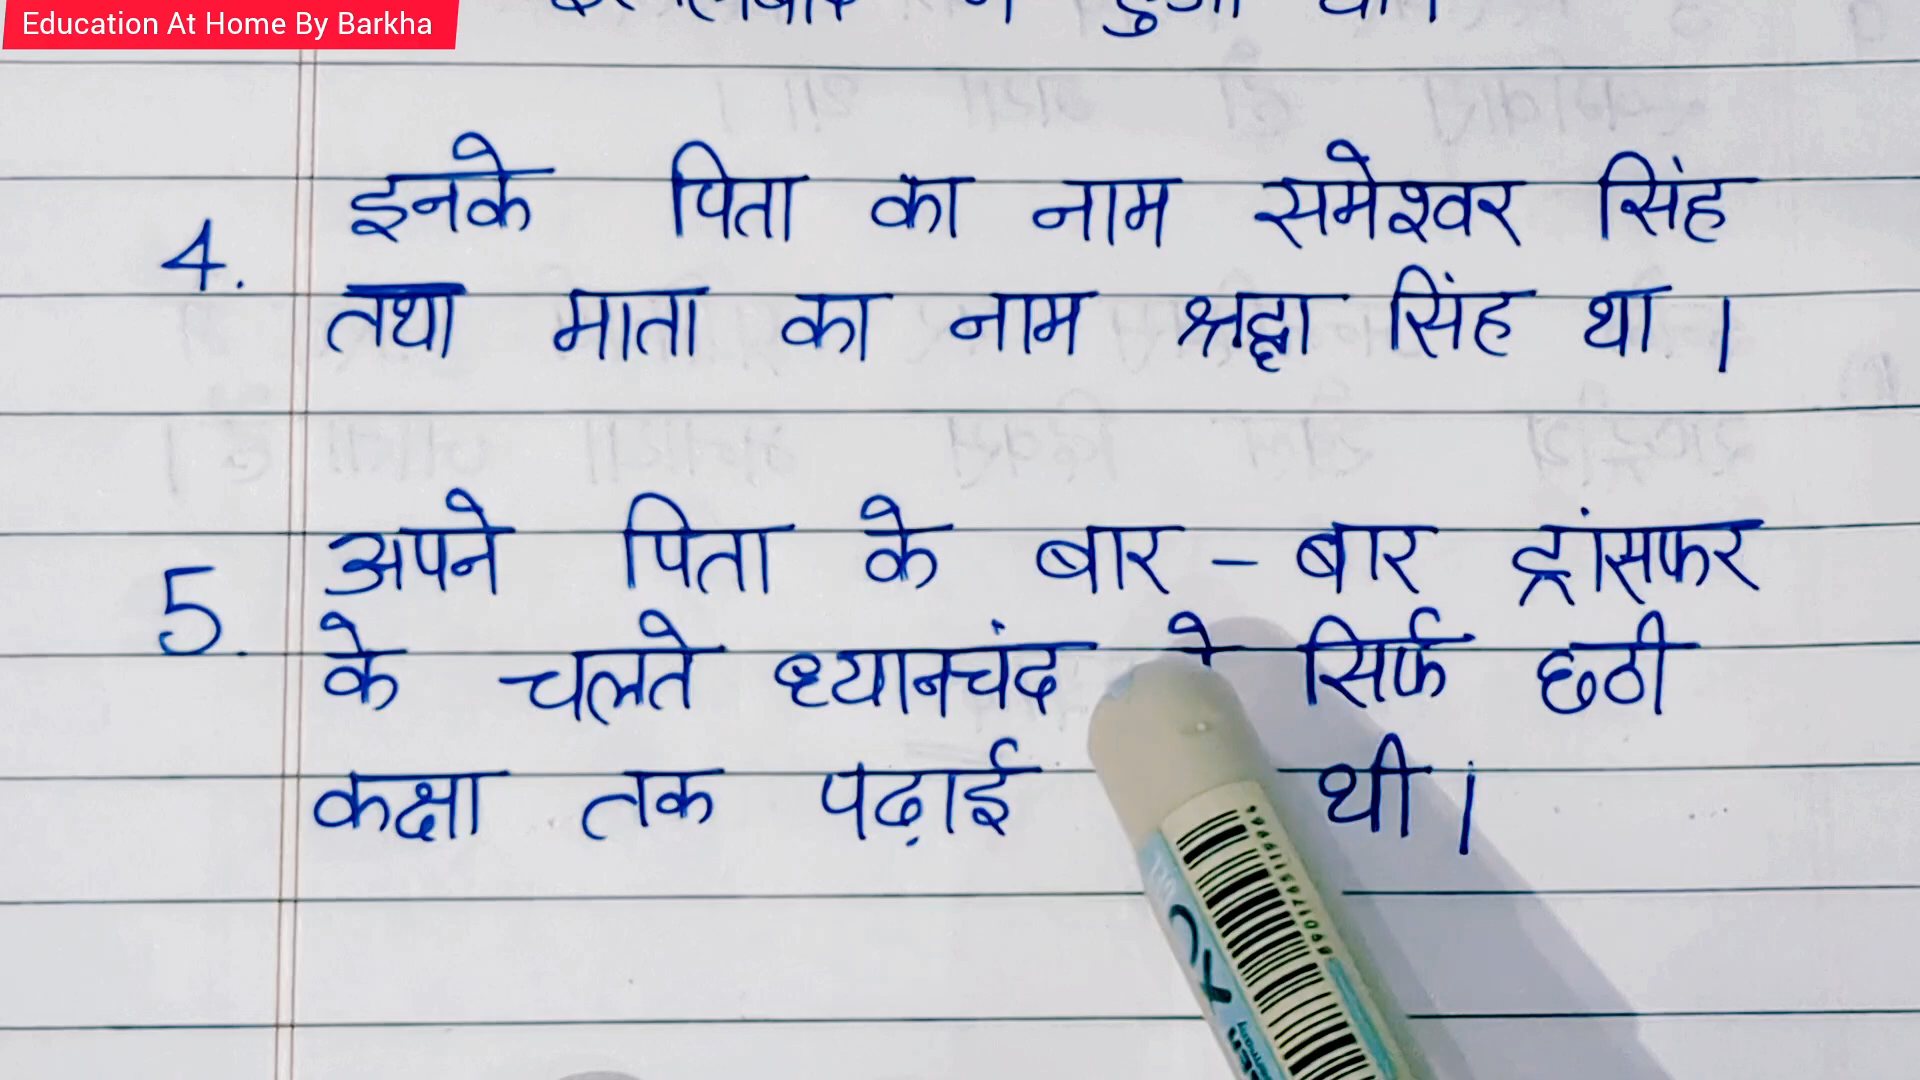 Education At Home By Barkha
4. इनके पिता का नाम समेश्वर सिंह
तथा माता का नाम श्रद्धा सिंह था।
5. अपने पिता के बार - बार ट्रांसफर
के चलते ध्यानचंद सिर्फ छठी
कक्षा तक पढ़ाई थी।